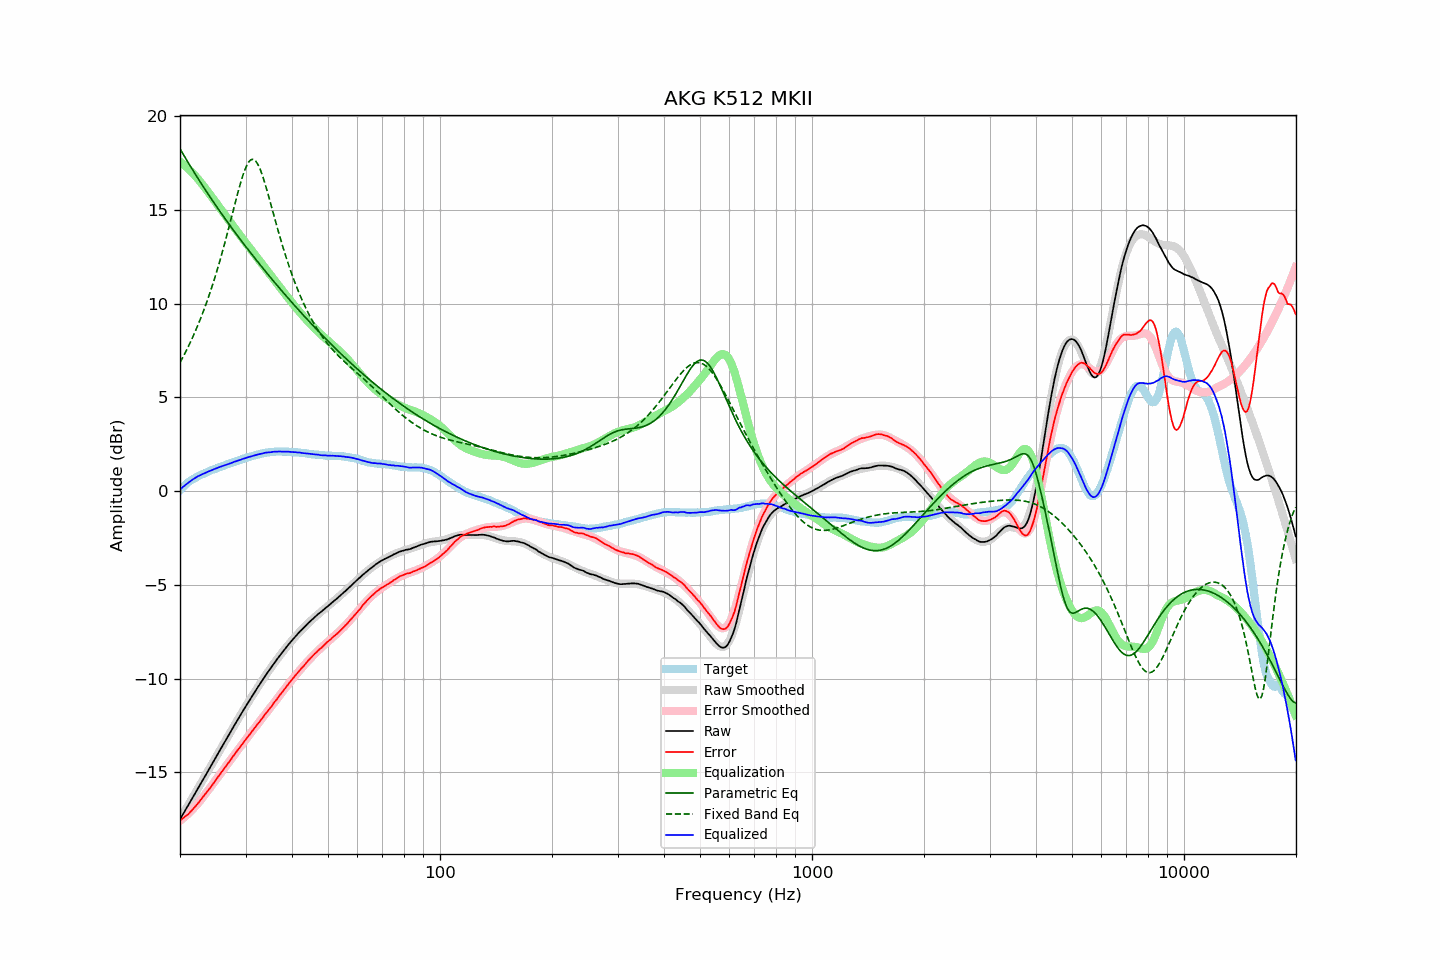 AKG K512 MKII
Amplitude (dBr)
20
15
10
5
0
−5
−10
−15
100
1000
10000
Frequency (Hz)
Target
Raw Smoothed
Error Smoothed
Raw
Error
Equalization
Parametric Eq
Fixed Band Eq
Equalized